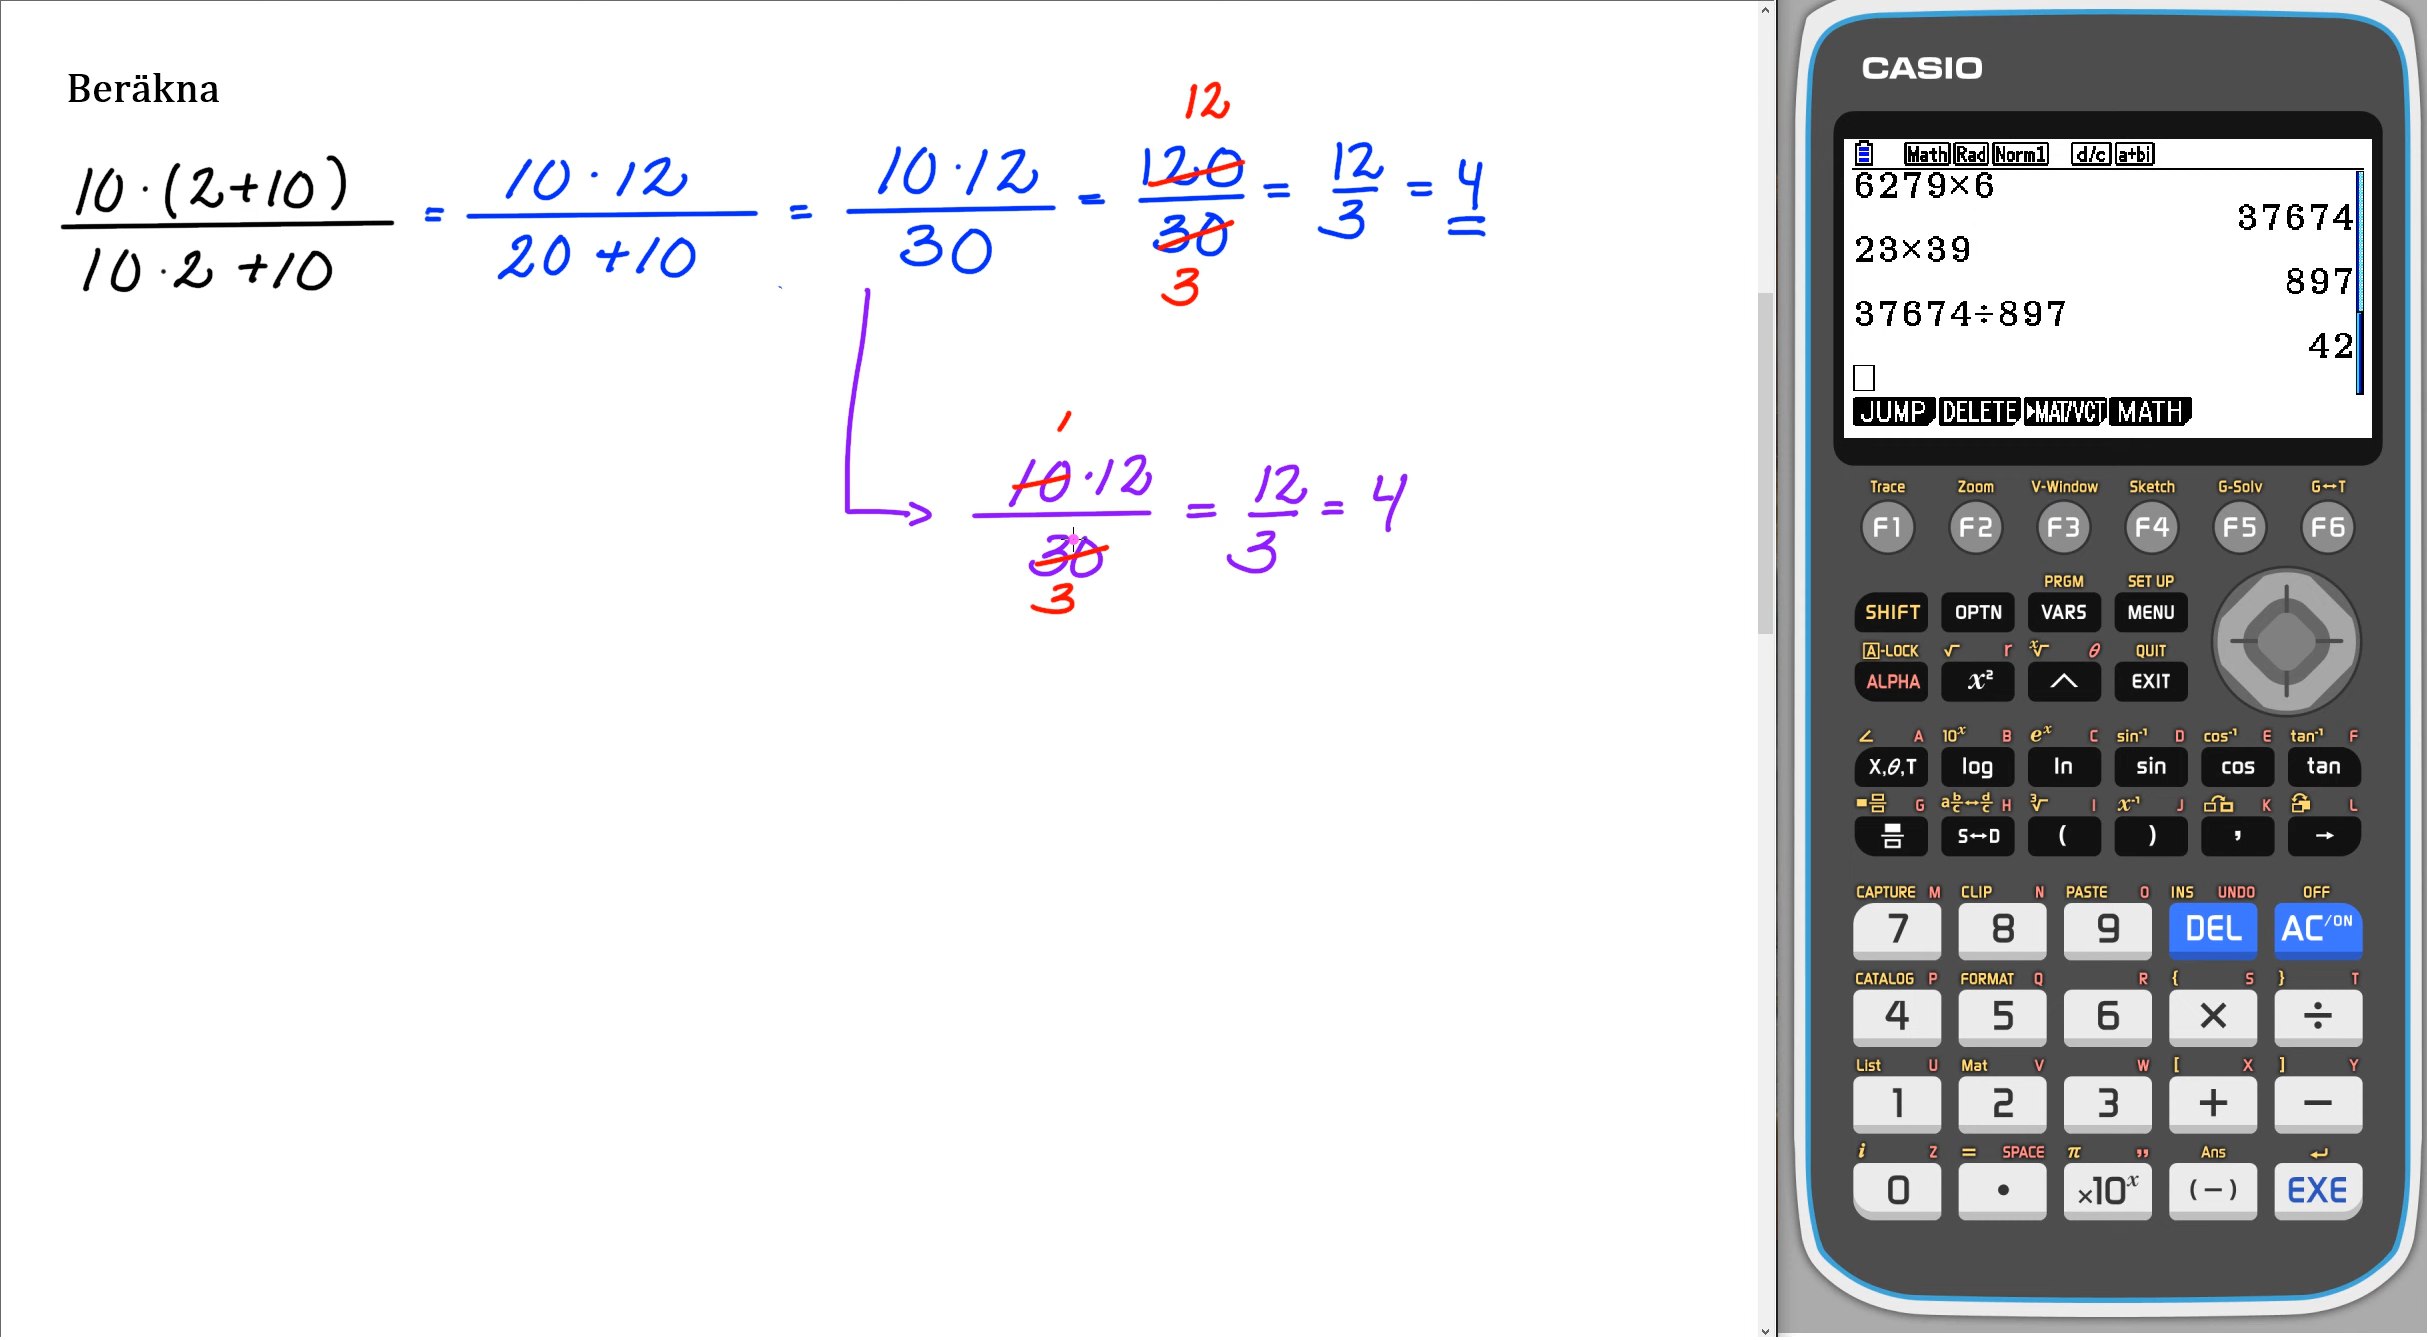 Beräkna
12
10·(2+10) / 10·2+10 = 10·12 / 20+10 = 10·12 / 30 = 120 / 30 = 12 / 3 = 4
3
1
10·12 / 30 = 12 / 3 = 4
3
CASIO
Math Rad Norm1 d/c a+bi
6279×6
37674
23×39
897
37674÷897
42
JUMP DELETE ▶MAT/VCT MATH
Trace Zoom V-Window Sketch G-Solv G↔T
F1 F2 F3 F4 F5 F6
PRGM SET UP
SHIFT OPTN VARS MENU
A-LOCK √ r ˣ√ θ QUIT
ALPHA x² ^ EXIT
∠ A 10ˣ B eˣ C sin⁻¹ D cos⁻¹ E tan⁻¹ F
X,θ,T log ln sin cos tan
G a b/c↔d/c H ³√ I x⁻¹ J K L
S↔D ( ) , →
CAPTURE M CLIP N PASTE O INS UNDO OFF
7 8 9 DEL AC/ON
CATALOG P FORMAT Q R { S } T
4 5 6 × ÷
List U Mat V W [ X ] Y
1 2 3 + −
i Z = SPACE π " Ans ↵
0 • ×10ˣ (−) EXE